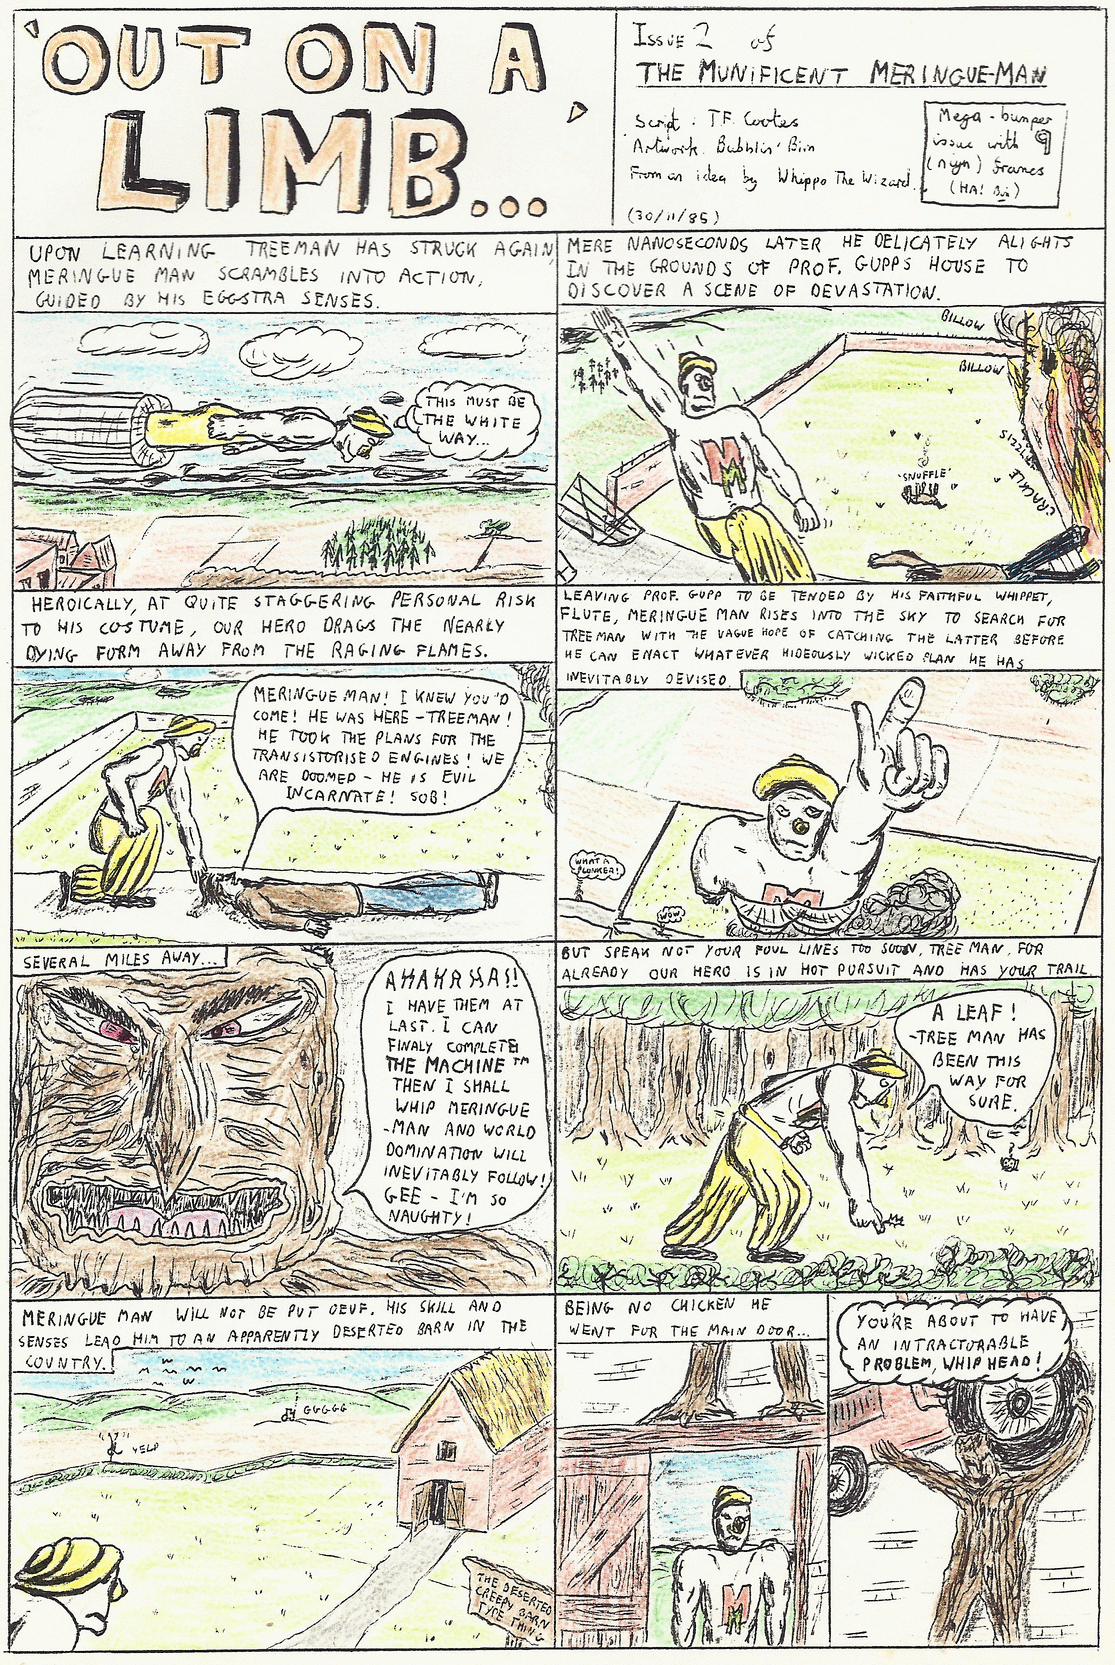 'OUT ON A
LIMB...'
ISSUE 2 of
THE MUNIFICENT MERINGUE-MAN
Script : T.F. Cootes
Artwork. Bubblin' Bin
From an idea by Whippo The Wizard.
(30/11/85)
Mega-bumper
issue with 9
(nyyn) frames
(HA! Bin)
UPON LEARNING TREEMAN HAS STRUCK AGAIN,
MERINGUE MAN SCRAMBLES INTO ACTION,
GUIDED BY HIS EGGSTRA SENSES.
THIS MUST BE
THE WHITE
WAY...
MERE NANOSECONDS LATER HE DELICATELY ALIGHTS
IN THE GROUNDS OF PROF. GUPPS HOUSE TO
DISCOVER A SCENE OF DEVASTATION.
BILLOW
BILLOW
SIZZLE
CRACKLE
'SNUFFLE'
M
HEROICALLY, AT QUITE STAGGERING PERSONAL RISK
TO HIS COSTUME, OUR HERO DRAGS THE NEARLY
DYING FORM AWAY FROM THE RAGING FLAMES.
MERINGUE MAN! I KNEW YOU'D
COME! HE WAS HERE - TREEMAN!
HE TOOK THE PLANS FOR THE
TRANSISTORISED ENGINES! WE
ARE DOOMED - HE IS EVIL
INCARNATE! SOB!
LEAVING PROF. GUPP TO BE TENDED BY HIS FAITHFUL WHIPPET,
FLUTE, MERINGUE MAN RISES INTO THE SKY TO SEARCH FOR
TREEMAN WITH THE VAGUE HOPE OF CATCHING THE LATTER BEFORE
HE CAN ENACT WHATEVER HIDEOUSLY WICKED PLAN HE HAS
INEVITABLY DEVISED.
WHAT A
PLONKER!
WOW
SEVERAL MILES AWAY...
AHAHAHA!!
I HAVE THEM AT
LAST. I CAN
FINALY COMPLETE
THE MACHINE™
THEN I SHALL
WHIP MERINGUE
-MAN AND WORLD
DOMINATION WILL
INEVITABLY FOLLOW!
GEE - I'M SO
NAUGHTY!
BUT SPEAK NOT YOUR FOUL LINES TOO SOON, TREE MAN, FOR
ALREADY OUR HERO IS IN HOT PURSUIT AND HAS YOUR TRAIL.
A LEAF!
-TREE MAN HAS
BEEN THIS
WAY FOR
SURE.
MERINGUE MAN WILL NOT BE PUT OEUF. HIS SKILL AND
SENSES LEAD HIM TO AN APPARENTLY DESERTED BARN IN THE
COUNTRY.
GGGGG
YELP
THE DESERTED
CREEPY BARN
TYPE THING
BEING NO CHICKEN HE
WENT FOR THE MAIN DOOR...
M
YOU'RE ABOUT TO HAVE
AN INTRACTORABLE
PROBLEM, WHIP HEAD!